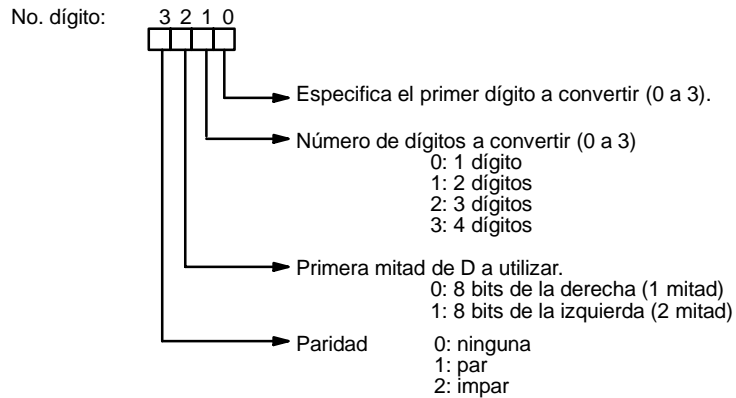 No. dígito: 3 2 1 0
Especifica el primer dígito a convertir (0 a 3).
Número de dígitos a convertir (0 a 3)
0: 1 dígito
1: 2 dígitos
2: 3 dígitos
3: 4 dígitos
Primera mitad de D a utilizar.
0: 8 bits de la derecha (1 mitad)
1: 8 bits de la izquierda (2 mitad)
Paridad 0: ninguna
1: par
2: impar